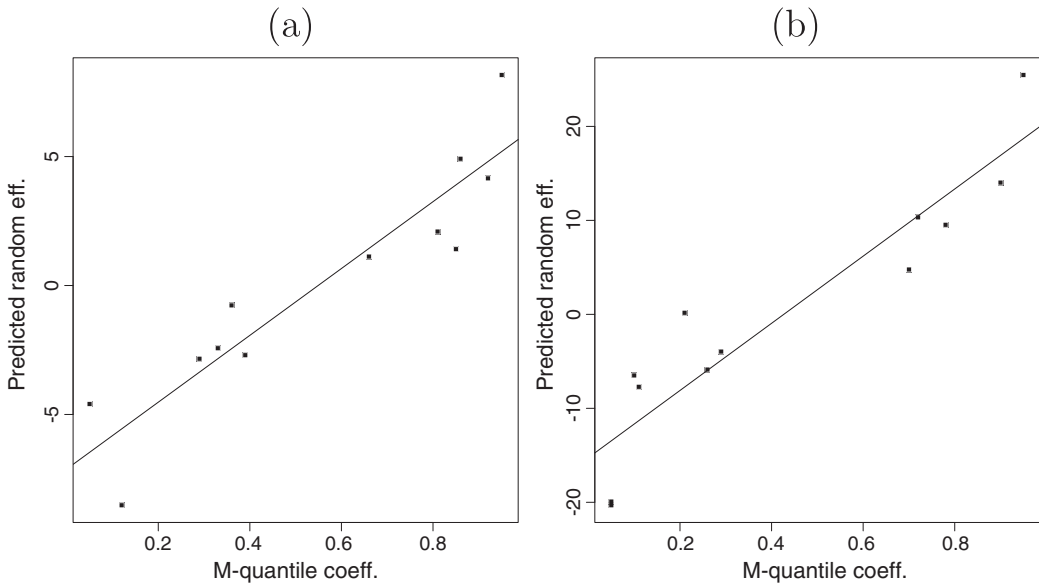 (a)
Predicted random eff.
5
0
-5
0.2 0.4 0.6 0.8
M-quantile coeff.
(b)
Predicted random eff.
20
10
0
-10
-20
0.2 0.4 0.6 0.8
M-quantile coeff.